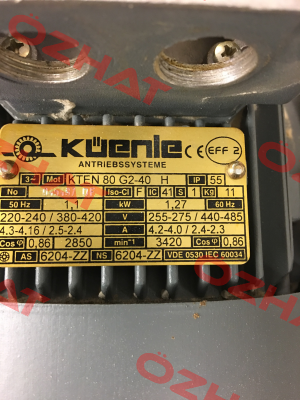 OZHAT
Küenle CE EFF 2
ANTRIEBSSYSTEME
3~ Mot KTEN 80 G2-40 H IP 55
No Iso-Cl F IC 41 S 1 Kg 11
50 Hz 1,1 kW 1,27 60 Hz
220-240 / 380-420 V 255-275 / 440-485
4.3-4.16 / 2.5-2.4 A 4.2-4.0 / 2.4-2.3
Cos φ 0,86 2850 min⁻¹ 3420 Cos φ 0,86
AS 6204-ZZ NS 6204-ZZ VDE 0530 IEC 60034